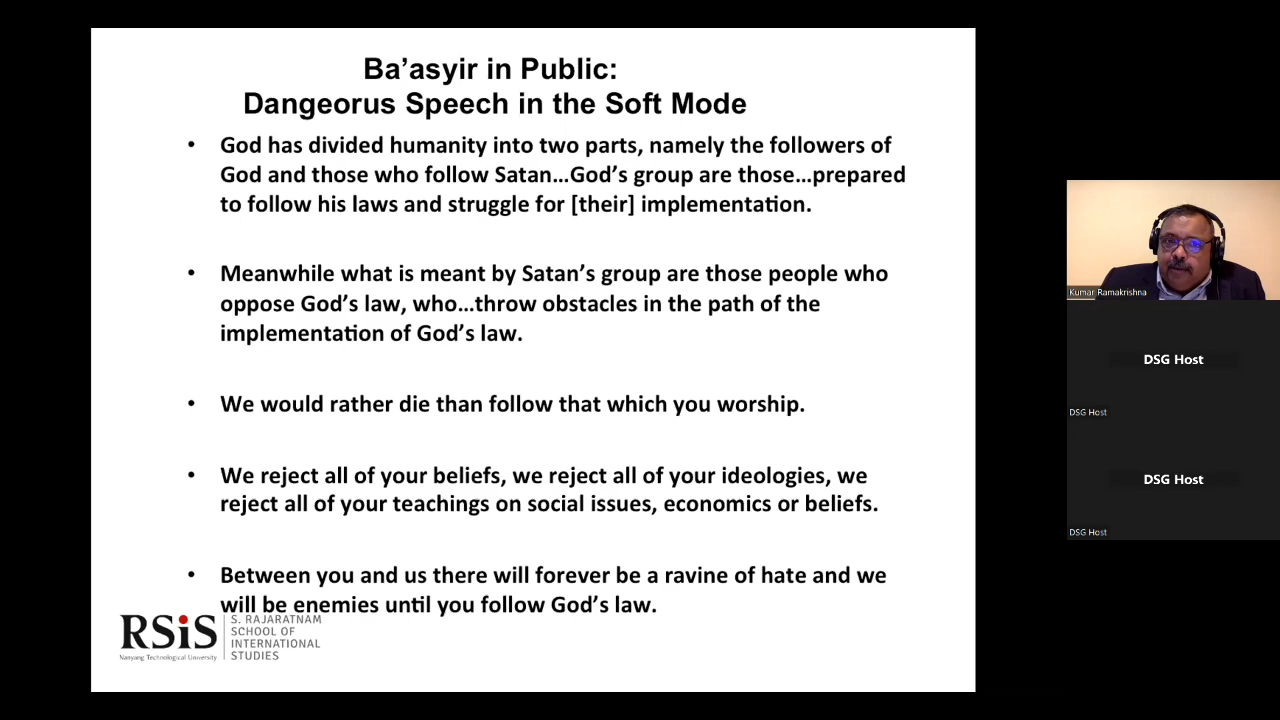 Ba’asyir in Public:
Dangeorus Speech in the Soft Mode
• God has divided humanity into two parts, namely the followers of
God and those who follow Satan…God’s group are those…prepared
to follow his laws and struggle for [their] implementation.
• Meanwhile what is meant by Satan’s group are those people who
oppose God’s law, who…throw obstacles in the path of the
implementation of God’s law.
• We would rather die than follow that which you worship.
• We reject all of your beliefs, we reject all of your ideologies, we
reject all of your teachings on social issues, economics or beliefs.
• Between you and us there will forever be a ravine of hate and we
will be enemies until you follow God’s law.
RSiS
Nanyang Technological University
S. RAJARATNAM
SCHOOL OF
INTERNATIONAL
STUDIES
Kumar Ramakrishna
DSG Host
DSG Host
DSG Host
DSG Host